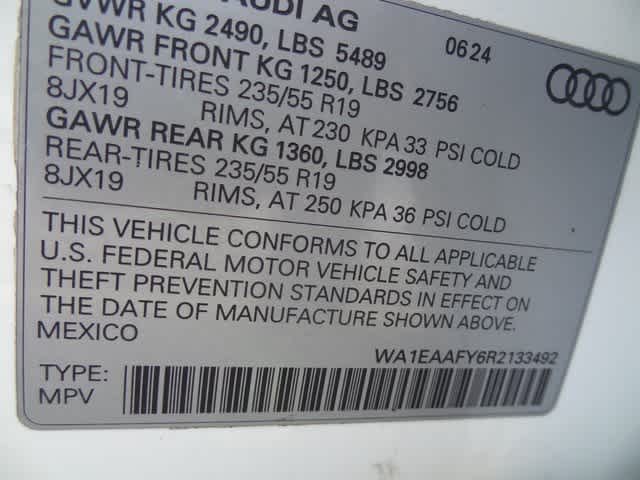 AUDI AG
GVWR KG 2490, LBS 5489 0624
GAWR FRONT KG 1250, LBS 2756
FRONT-TIRES 235/55 R19
8JX19 RIMS, AT 230 KPA 33 PSI COLD
GAWR REAR KG 1360, LBS 2998
REAR-TIRES 235/55 R19
8JX19 RIMS, AT 250 KPA 36 PSI COLD
THIS VEHICLE CONFORMS TO ALL APPLICABLE
U.S. FEDERAL MOTOR VEHICLE SAFETY AND
THEFT PREVENTION STANDARDS IN EFFECT ON
THE DATE OF MANUFACTURE SHOWN ABOVE.
MEXICO
WA1EAAFY6R2133492
TYPE:
MPV